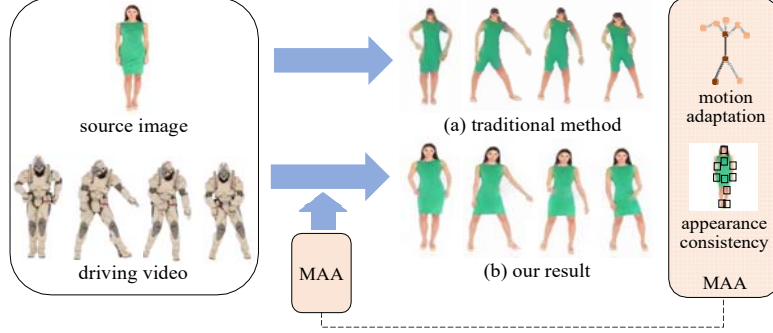 source image
driving video
(a) traditional method
(b) our result
MAA
motion
adaptation
appearance
consistency
MAA